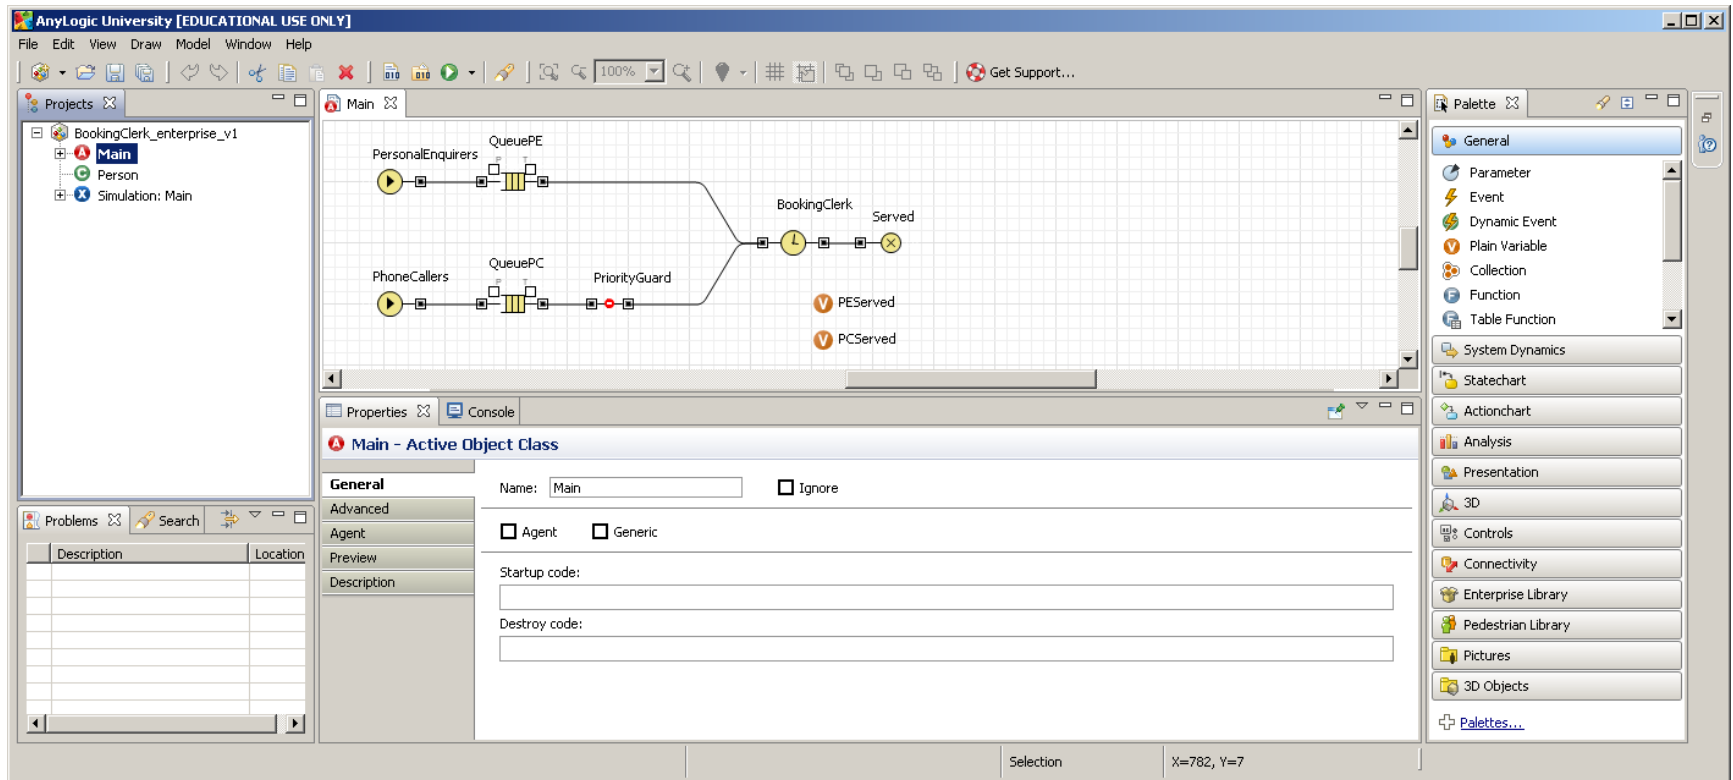 AnyLogic University [EDUCATIONAL USE ONLY]
File Edit View Draw Model Window Help
100%
Get Support...
Projects
BookingClerk_enterprise_v1
Main
Person
Simulation: Main
Problems
Search
Description Location
Main
PersonalEnquirers
QueuePE
P T
BookingClerk
Served
PhoneCallers
QueuePC
P T
PriorityGuard
PEServed
PCServed
Properties
Console
Main - Active Object Class
General
Advanced
Agent
Preview
Description
Name: Main
Ignore
Agent
Generic
Startup code:
Destroy code:
Palette
General
Parameter
Event
Dynamic Event
Plain Variable
Collection
Function
Table Function
System Dynamics
Statechart
Actionchart
Analysis
Presentation
3D
Controls
Connectivity
Enterprise Library
Pedestrian Library
Pictures
3D Objects
Palettes...
Selection
X=782, Y=7